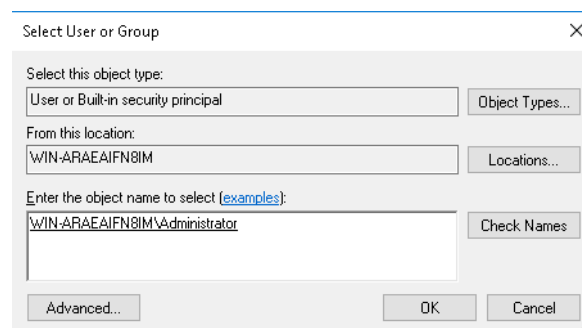 Select User or Group
Select this object type:
User or Built-in security principal
Object Types...
From this location:
WIN-ARAEAIFN8IM
Locations...
Enter the object name to select (examples):
WIN-ARAEAIFN8IM\Administrator
Check Names
Advanced...
OK
Cancel